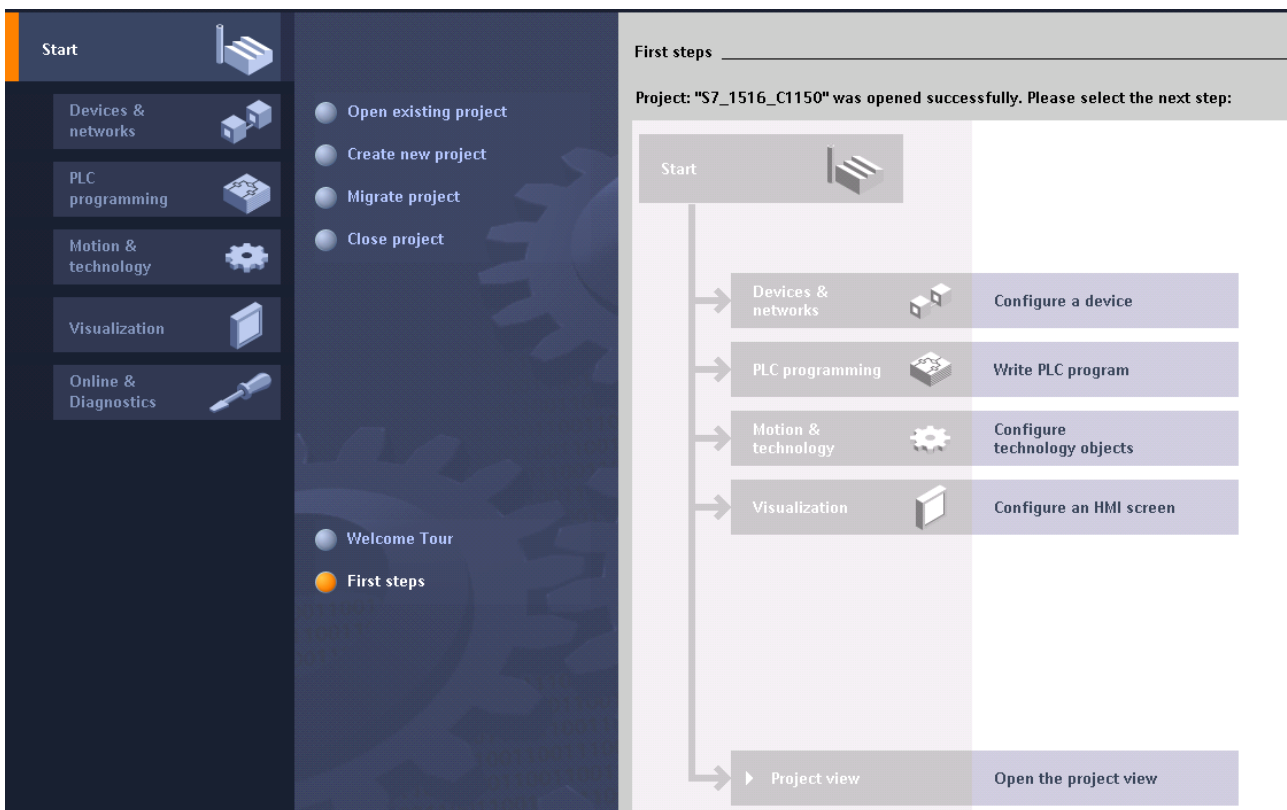 Start
Devices &
networks
PLC
programming
Motion &
technology
Visualization
Online &
Diagnostics
Open existing project
Create new project
Migrate project
Close project
Welcome Tour
First steps
First steps
Project: "S7_1516_C1150" was opened successfully. Please select the next step:
Start
Devices &
networks
Configure a device
PLC programming
Write PLC program
Motion &
technology
Configure
technology objects
Visualization
Configure an HMI screen
Project view
Open the project view